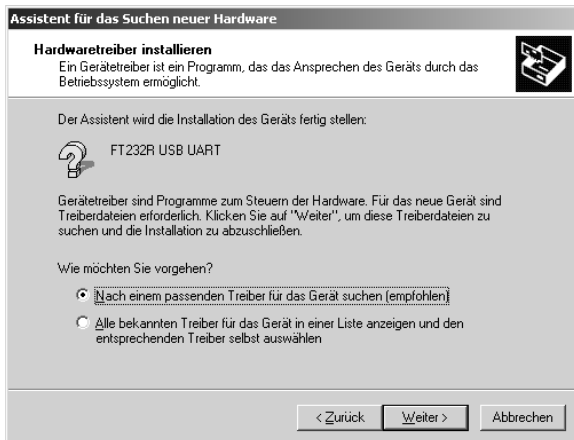 Assistent für das Suchen neuer Hardware
Hardwaretreiber installieren
Ein Gerätetreiber ist ein Programm, das das Ansprechen des Geräts durch das
Betriebssystem ermöglicht.
Der Assistent wird die Installation des Geräts fertig stellen:
FT232R USB UART
Gerätetreiber sind Programme zum Steuern der Hardware. Für das neue Gerät sind
Treiberdateien erforderlich. Klicken Sie auf "Weiter", um diese Treiberdateien zu
suchen und die Installation zu abzuschließen.
Wie möchten Sie vorgehen?
Nach einem passenden Treiber für das Gerät suchen (empfohlen)
Alle bekannten Treiber für das Gerät in einer Liste anzeigen und den
entsprechenden Treiber selbst auswählen
< Zurück Weiter > Abbrechen